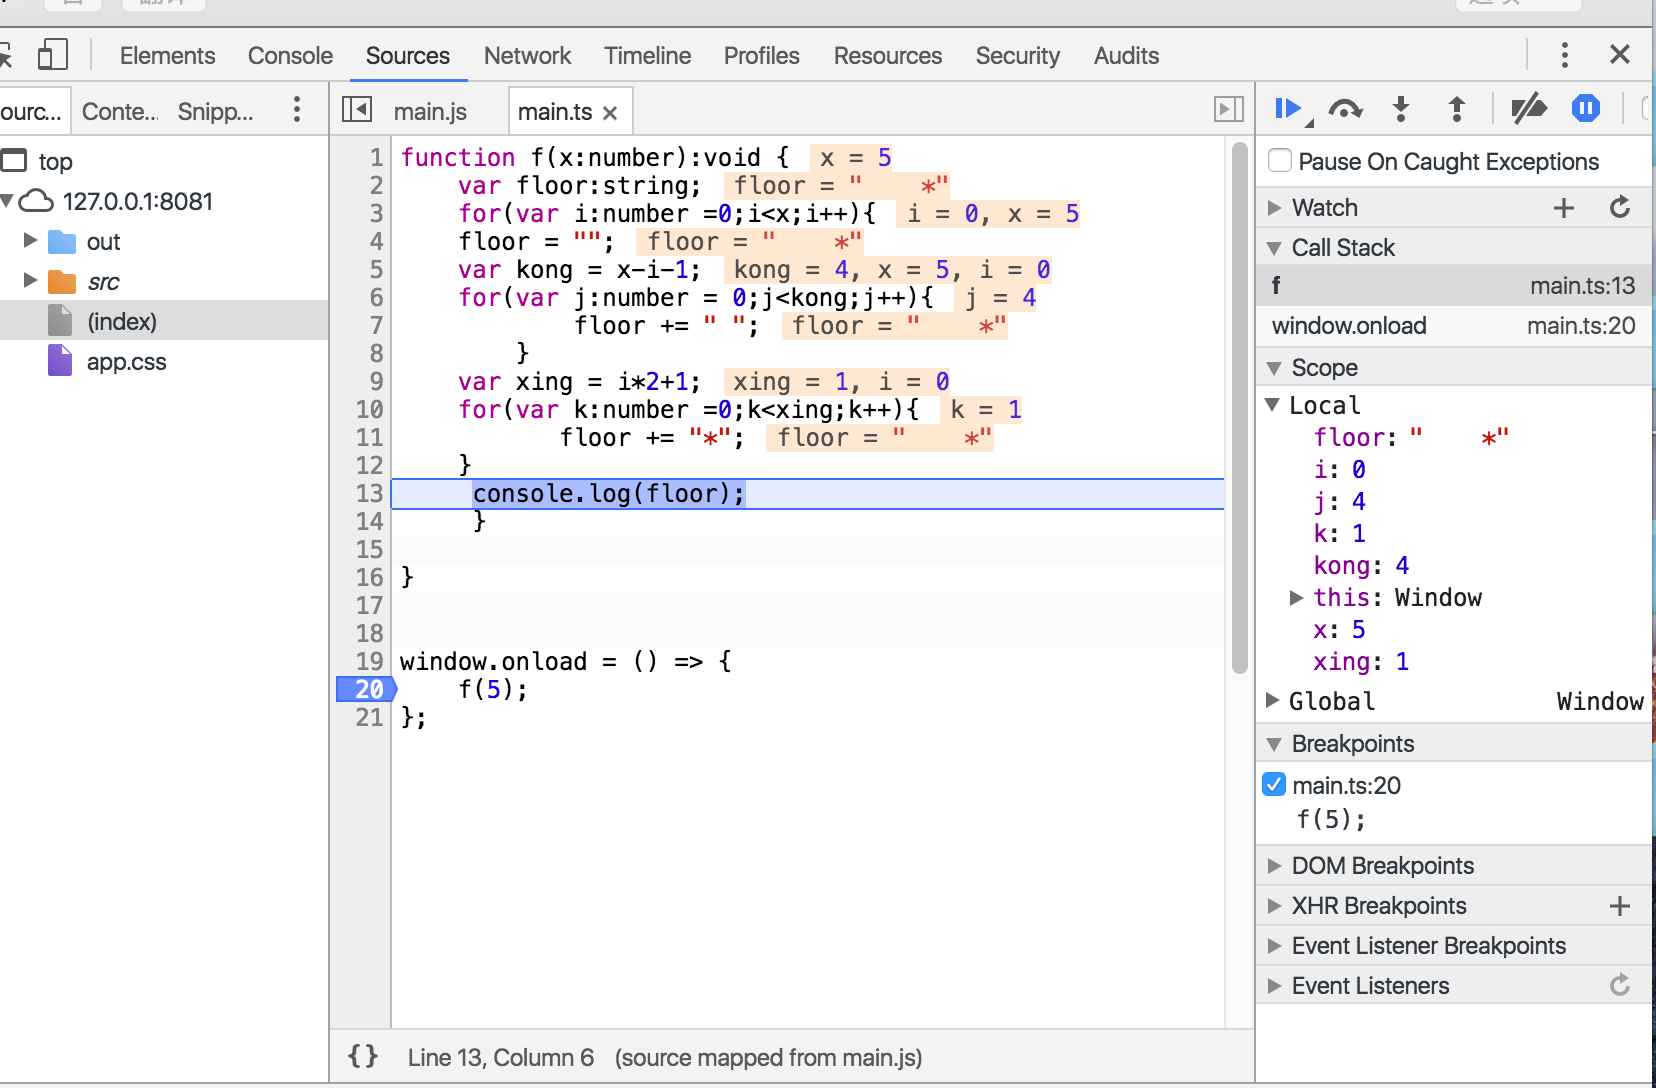 Elements Console Sources Network Timeline Profiles Resources Security Audits
ourc... Conte... Snipp...
main.js main.ts
top
127.0.0.1:8081
out
src
(index)
app.css
1 function f(x:number):void { x = 5
2 var floor:string; floor = "    *"
3 for(var i:number =0;i<x;i++){ i = 0, x = 5
4 floor = ""; floor = "    *"
5 var kong = x-i-1; kong = 4, x = 5, i = 0
6 for(var j:number = 0;j<kong;j++){ j = 4
7 floor += " "; floor = "    *"
8 }
9 var xing = i*2+1; xing = 1, i = 0
10 for(var k:number =0;k<xing;k++){ k = 1
11 floor += "*"; floor = "    *"
12 }
13 console.log(floor);
14 }
15
16 }
17
18
19 window.onload = () => {
20 f(5);
21 };
{} Line 13, Column 6 (source mapped from main.js)
Pause On Caught Exceptions
Watch
Call Stack
f main.ts:13
window.onload main.ts:20
Scope
Local
floor: "    *"
i: 0
j: 4
k: 1
kong: 4
this: Window
x: 5
xing: 1
Global Window
Breakpoints
main.ts:20
f(5);
DOM Breakpoints
XHR Breakpoints
Event Listener Breakpoints
Event Listeners